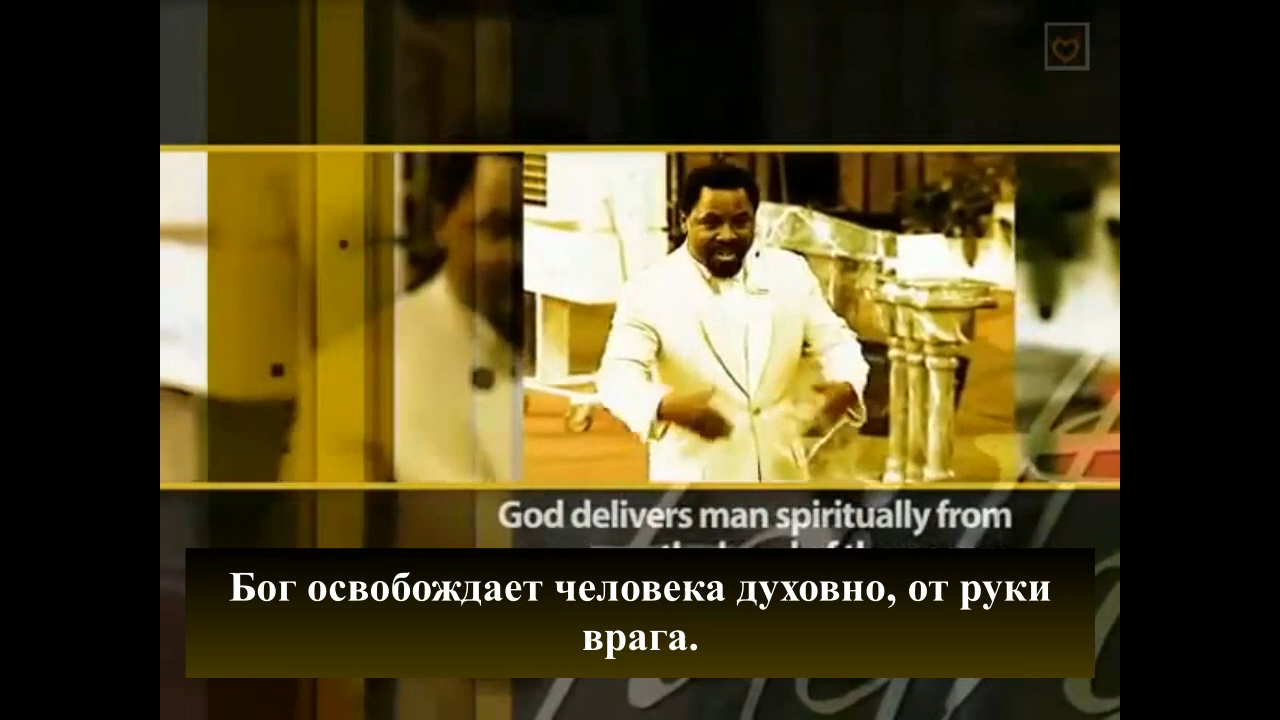 God delivers man spiritually from
Бог освобождает человека духовно, от руки
врага.